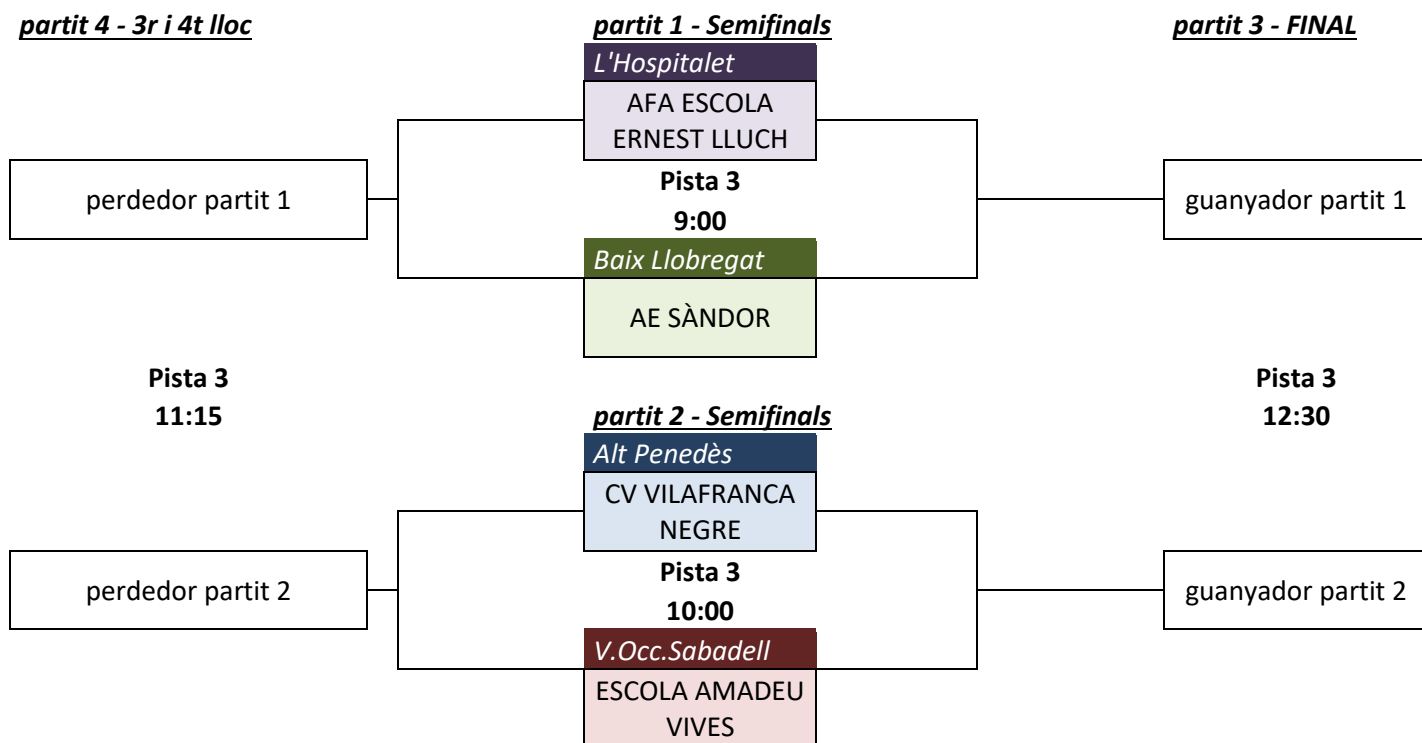 partit 4 - 3r i 4t lloc
partit 1 - Semifinals
partit 3 - FINAL
L'Hospitalet
AFA ESCOLA
ERNEST LLUCH
perdedor partit 1
Pista 3
9:00
guanyador partit 1
Baix Llobregat
AE SÀNDOR
Pista 3
11:15
Pista 3
12:30
partit 2 - Semifinals
Alt Penedès
CV VILAFRANCA
NEGRE
perdedor partit 2
Pista 3
10:00
guanyador partit 2
V.Occ.Sabadell
ESCOLA AMADEU
VIVES